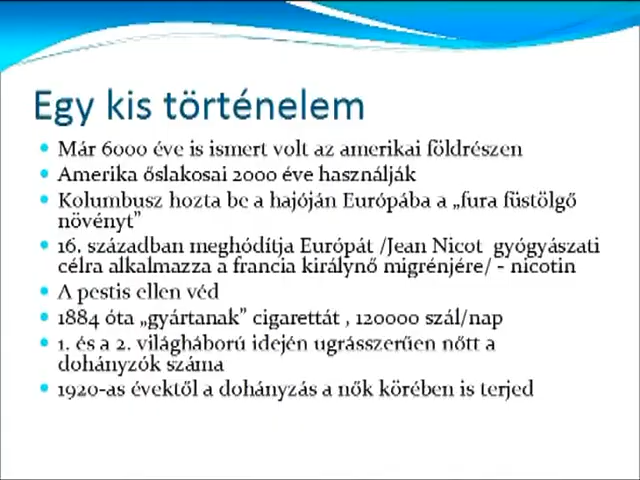 Egy kis történelem
Már 6000 éve is ismert volt az amerikai földrészen
Amerika őslakosai 2000 éve használják
Kolumbusz hozta be a hajóján Európába a „fura füstölgő
növényt”
16. században meghódítja Európát /Jean Nicot gyógyászati
célra alkalmazza a francia királynő migrénjére/ - nicotin
A pestis ellen véd
1884 óta „gyártanak” cigarettát , 120000 szál/nap
1. és a 2. világháború idején ugrásszerűen nőtt a
dohányzók száma
1920-as évektől a dohányzás a nők körében is terjed